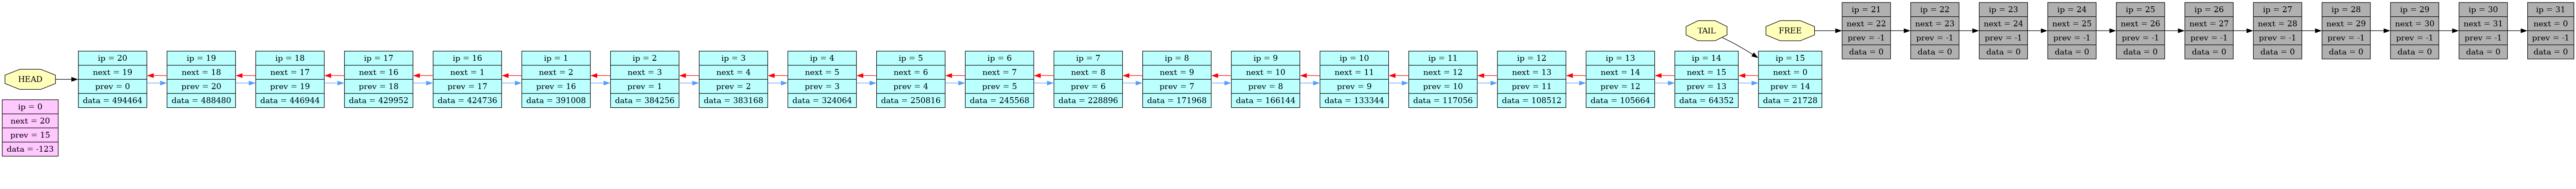 HEAD
ip = 0
next = 20
prev = 15
data = -123
ip = 20
next = 19
prev = 0
data = 494464
ip = 19
next = 18
prev = 20
data = 488480
ip = 18
next = 17
prev = 19
data = 446944
ip = 17
next = 16
prev = 18
data = 429952
ip = 16
next = 1
prev = 17
data = 424736
ip = 1
next = 2
prev = 16
data = 391008
ip = 2
next = 3
prev = 1
data = 384256
ip = 3
next = 4
prev = 2
data = 383168
ip = 4
next = 5
prev = 3
data = 324064
ip = 5
next = 6
prev = 4
data = 250816
ip = 6
next = 7
prev = 5
data = 245568
ip = 7
next = 8
prev = 6
data = 228896
ip = 8
next = 9
prev = 7
data = 171968
ip = 9
next = 10
prev = 8
data = 166144
ip = 10
next = 11
prev = 9
data = 133344
ip = 11
next = 12
prev = 10
data = 117056
ip = 12
next = 13
prev = 11
data = 108512
ip = 13
next = 14
prev = 12
data = 105664
ip = 14
next = 15
prev = 13
data = 64352
TAIL
ip = 15
next = 0
prev = 14
data = 21728
FREE
ip = 21
next = 22
prev = -1
data = 0
ip = 22
next = 23
prev = -1
data = 0
ip = 23
next = 24
prev = -1
data = 0
ip = 24
next = 25
prev = -1
data = 0
ip = 25
next = 26
prev = -1
data = 0
ip = 26
next = 27
prev = -1
data = 0
ip = 27
next = 28
prev = -1
data = 0
ip = 28
next = 29
prev = -1
data = 0
ip = 29
next = 30
prev = -1
data = 0
ip = 30
next = 31
prev = -1
data = 0
ip = 31
next = 0
prev = -1
data = 0